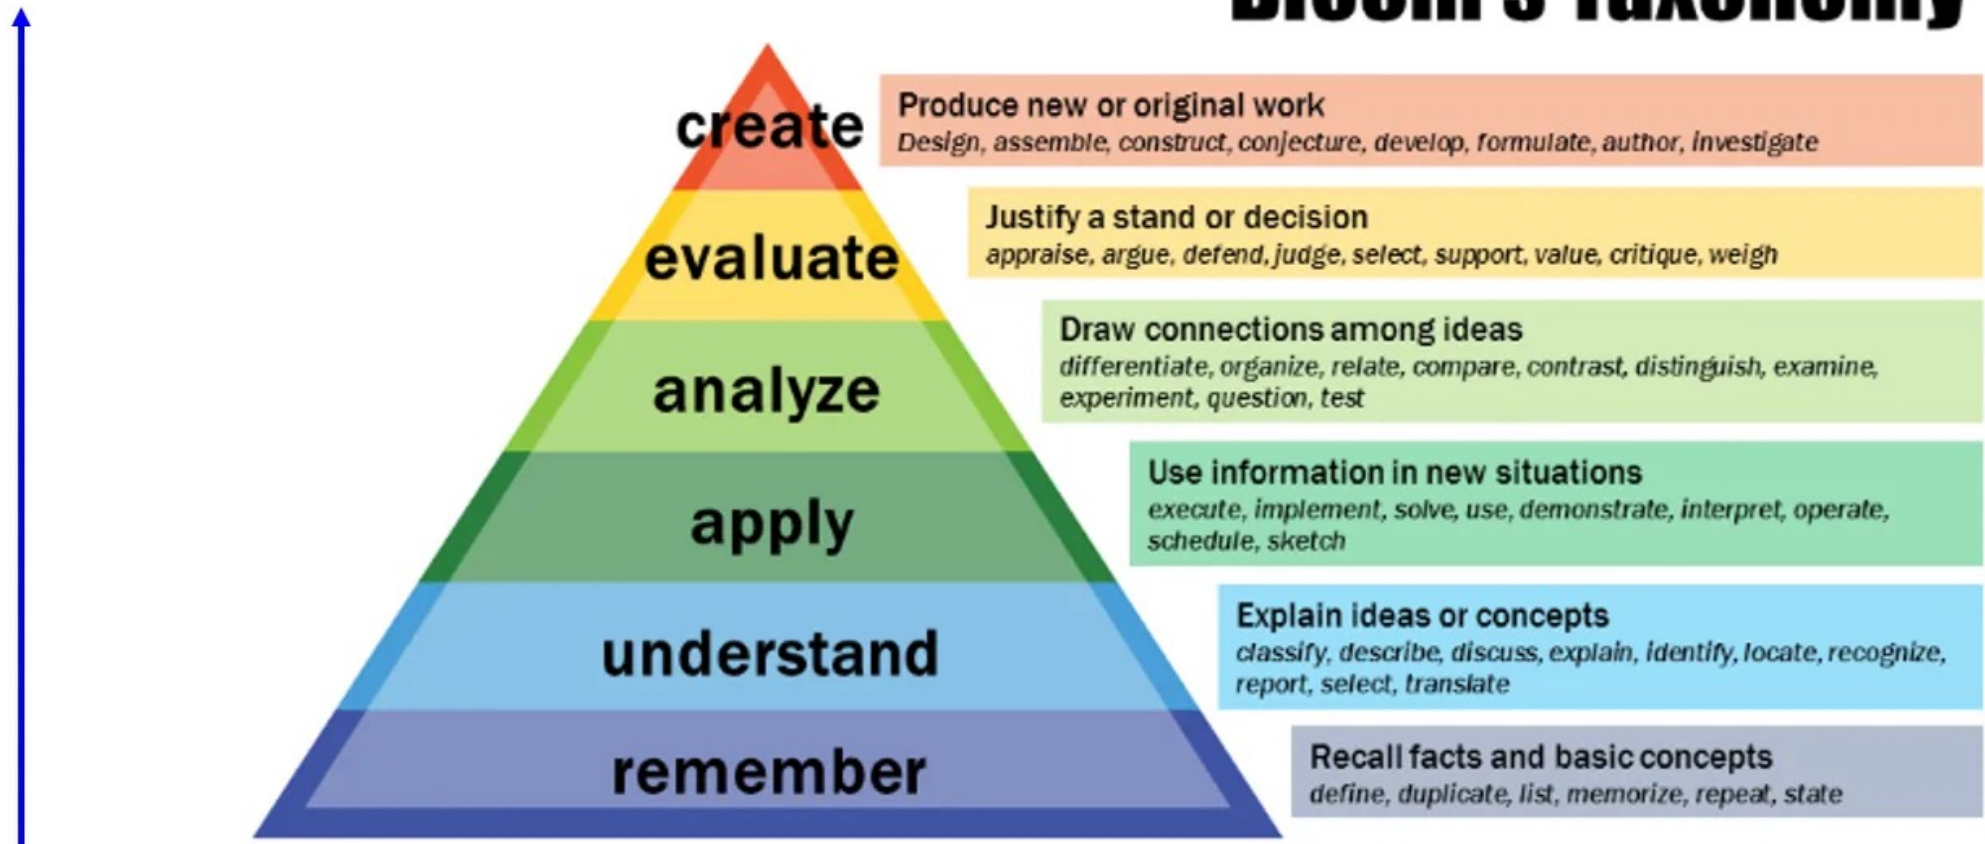 Bloom's Taxonomy
create
Produce new or original work
Design, assemble, construct, conjecture, develop, formulate, author, investigate
evaluate
Justify a stand or decision
appraise, argue, defend, judge, select, support, value, critique, weigh
analyze
Draw connections among ideas
differentiate, organize, relate, compare, contrast, distinguish, examine,
experiment, question, test
apply
Use information in new situations
execute, implement, solve, use, demonstrate, interpret, operate,
schedule, sketch
understand
Explain ideas or concepts
classify, describe, discuss, explain, identify, locate, recognize,
report, select, translate
remember
Recall facts and basic concepts
define, duplicate, list, memorize, repeat, state